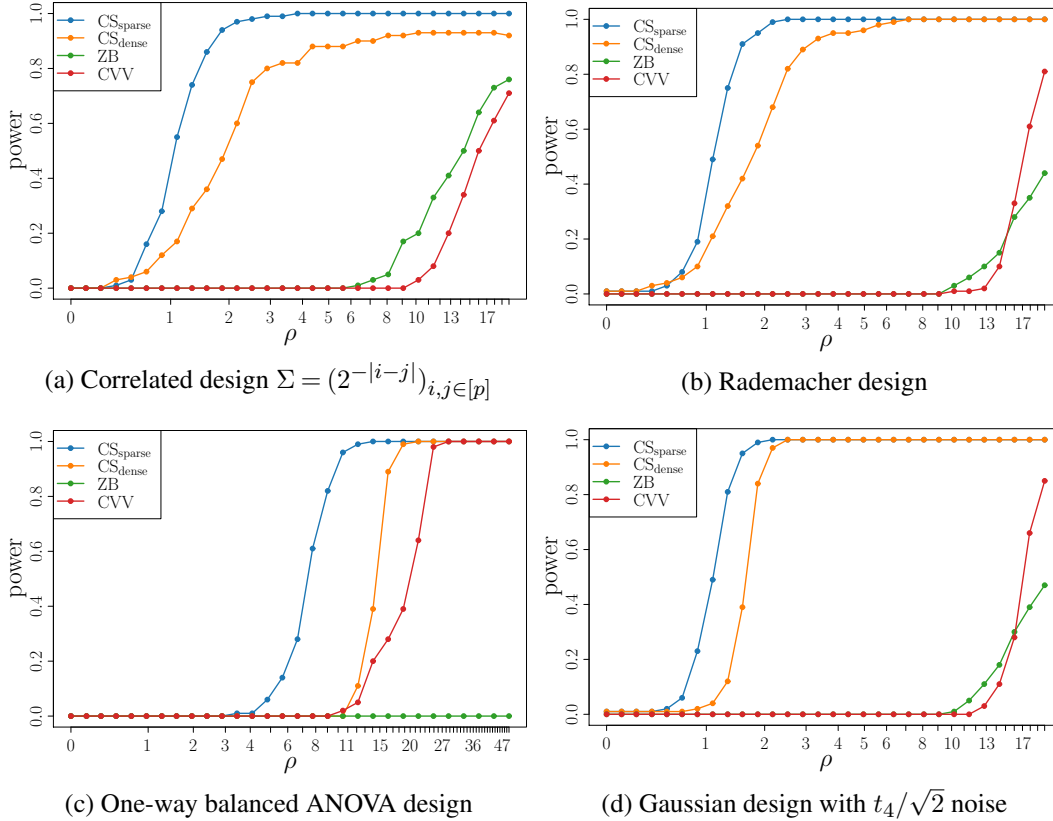 CS_sparse
CS_dense
ZB
CVV
power
0.0 0.2 0.4 0.6 0.8 1.0
0 1 2 3 4 5 6 8 10 13 17
ρ
(a) Correlated design Σ = (2^{−|i−j|})_{i,j∈[p]}
CS_sparse
CS_dense
ZB
CVV
power
0.0 0.2 0.4 0.6 0.8 1.0
0 1 2 3 4 5 6 8 10 13 17
ρ
(b) Rademacher design
CS_sparse
CS_dense
ZB
CVV
power
0.0 0.2 0.4 0.6 0.8 1.0
0 1 2 3 4 6 8 11 15 20 27 36 47
ρ
(c) One-way balanced ANOVA design
CS_sparse
CS_dense
ZB
CVV
power
0.0 0.2 0.4 0.6 0.8 1.0
0 1 2 3 4 5 6 8 10 13 17
ρ
(d) Gaussian design with t_4/√2 noise